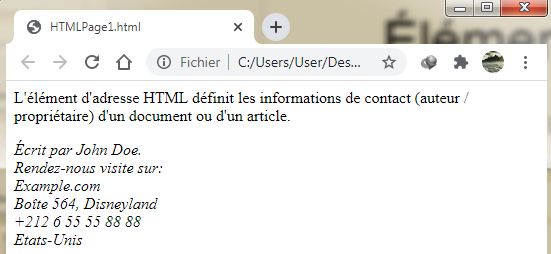 Élémen
HTMLPage1.html
Fichier
C:/Users/User/Des...
L'élément d'adresse HTML définit les informations de contact (auteur /
propriétaire) d'un document ou d'un article.
Écrit par John Doe.
Rendez-nous visite sur:
Example.com
Boîte 564, Disneyland
+212 6 55 55 88 88
Etats-Unis